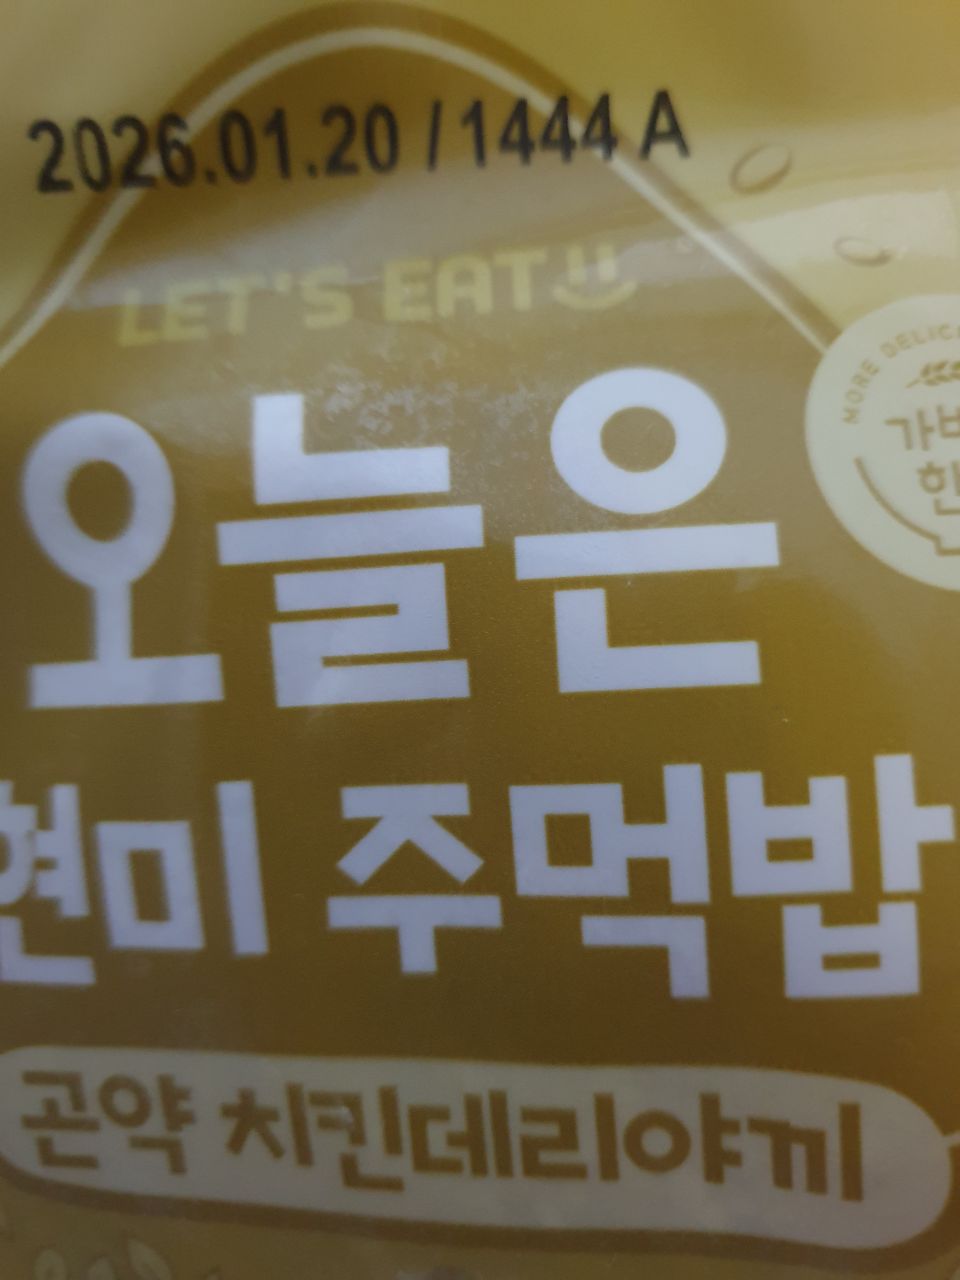 2026.01.20 / 1444 A
LET'S EAT!!
MORE
오늘은
현미 주먹밥
곤약 치킨데리야끼